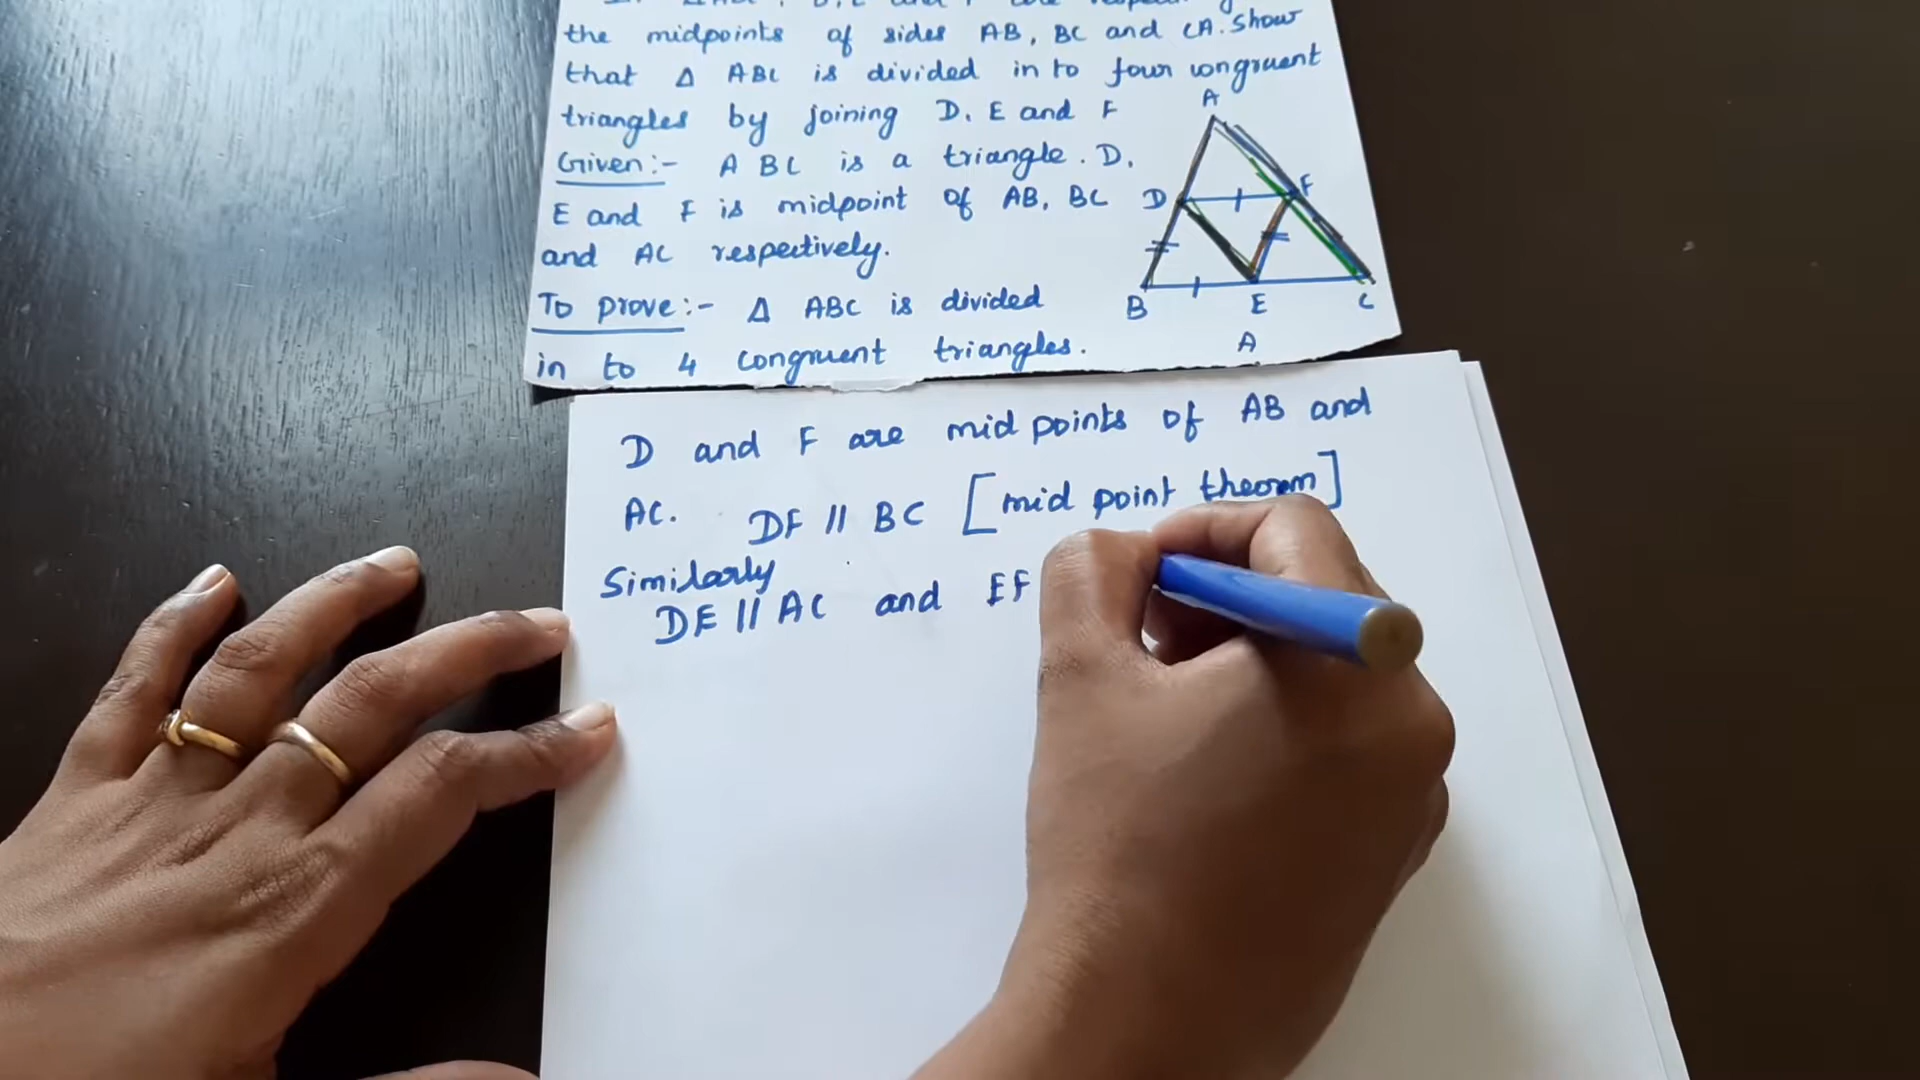 the midpoints of sides AB, BC and CA. Show
that Δ ABC is divided in to four congruent
triangles by joining D, E and F
Given:- A BC is a triangle. D,
E and F is midpoint of AB, BC
and AC respectively.
To prove:- Δ ABC is divided
in to 4 congruent triangles.
A
D
F
B
E
C
A
D and F are mid points of AB and
AC. DF // BC [mid point theorem]
Similarly
DE // AC and EF